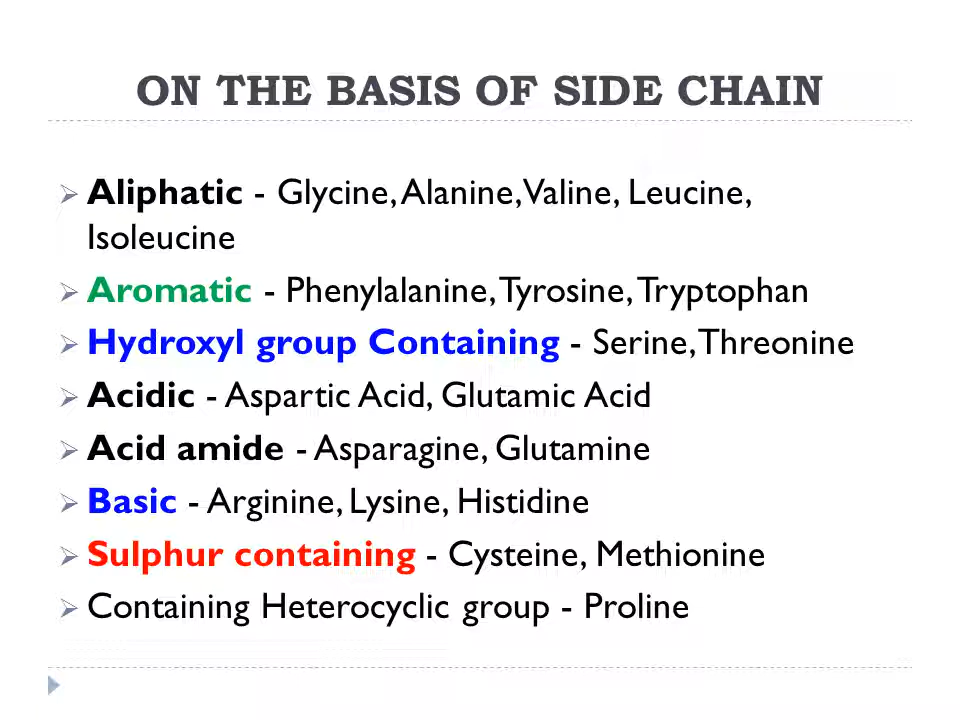 ON THE BASIS OF SIDE CHAIN
Aliphatic - Glycine, Alanine, Valine, Leucine,
Isoleucine
Aromatic - Phenylalanine, Tyrosine, Tryptophan
Hydroxyl group Containing - Serine, Threonine
Acidic - Aspartic Acid, Glutamic Acid
Acid amide - Asparagine, Glutamine
Basic - Arginine, Lysine, Histidine
Sulphur containing - Cysteine, Methionine
Containing Heterocyclic group - Proline